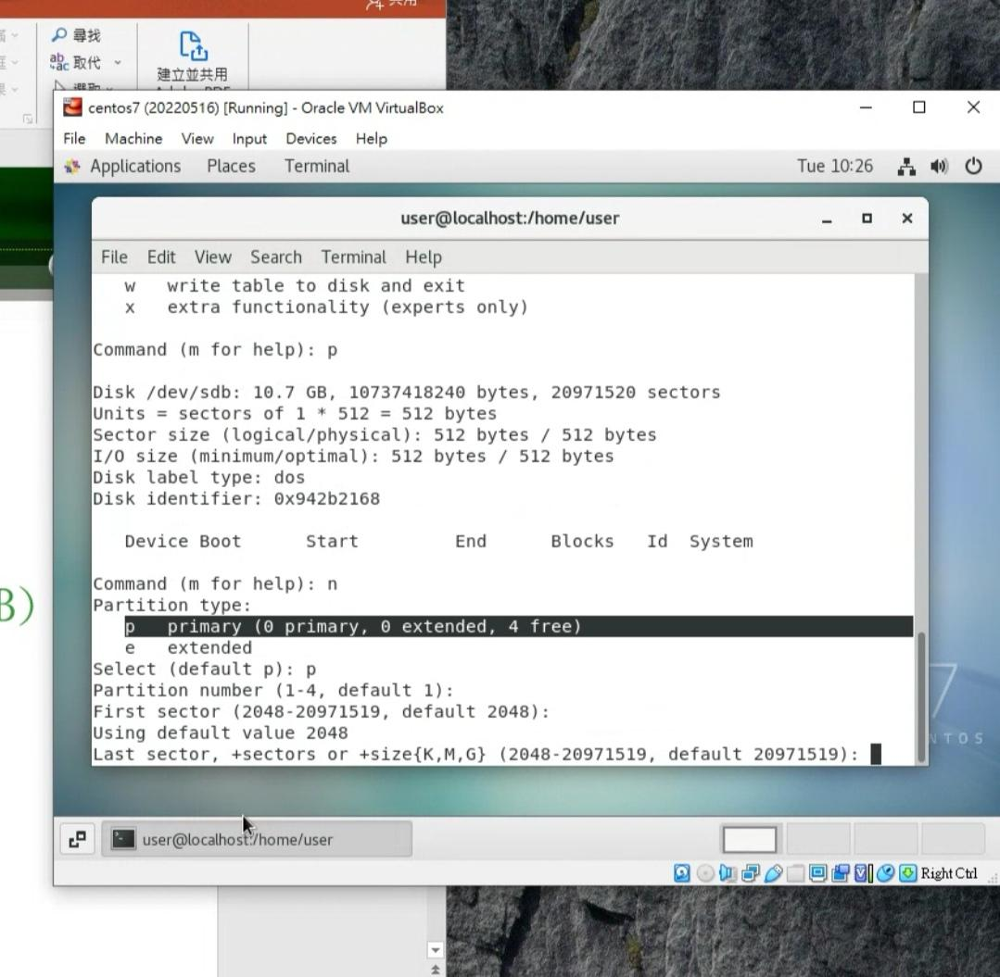 共用
尋找
取代
建立並共用
選取
centos7 (20220516) [Running] - Oracle VM VirtualBox
File Machine View Input Devices Help
Applications Places Terminal Tue 10:26
user@localhost:/home/user
File Edit View Search Terminal Help
w write table to disk and exit
x extra functionality (experts only)
Command (m for help): p
Disk /dev/sdb: 10.7 GB, 10737418240 bytes, 20971520 sectors
Units = sectors of 1 * 512 = 512 bytes
Sector size (logical/physical): 512 bytes / 512 bytes
I/O size (minimum/optimal): 512 bytes / 512 bytes
Disk label type: dos
Disk identifier: 0x942b2168
Device Boot Start End Blocks Id System
Command (m for help): n
B)
Partition type:
p primary (0 primary, 0 extended, 4 free)
e extended
Select (default p): p
Partition number (1-4, default 1):
First sector (2048-20971519, default 2048):
Using default value 2048
7
NTOS
Last sector, +sectors or +size{K,M,G} (2048-20971519, default 20971519):
user@localhost:/home/user
Right Ctrl